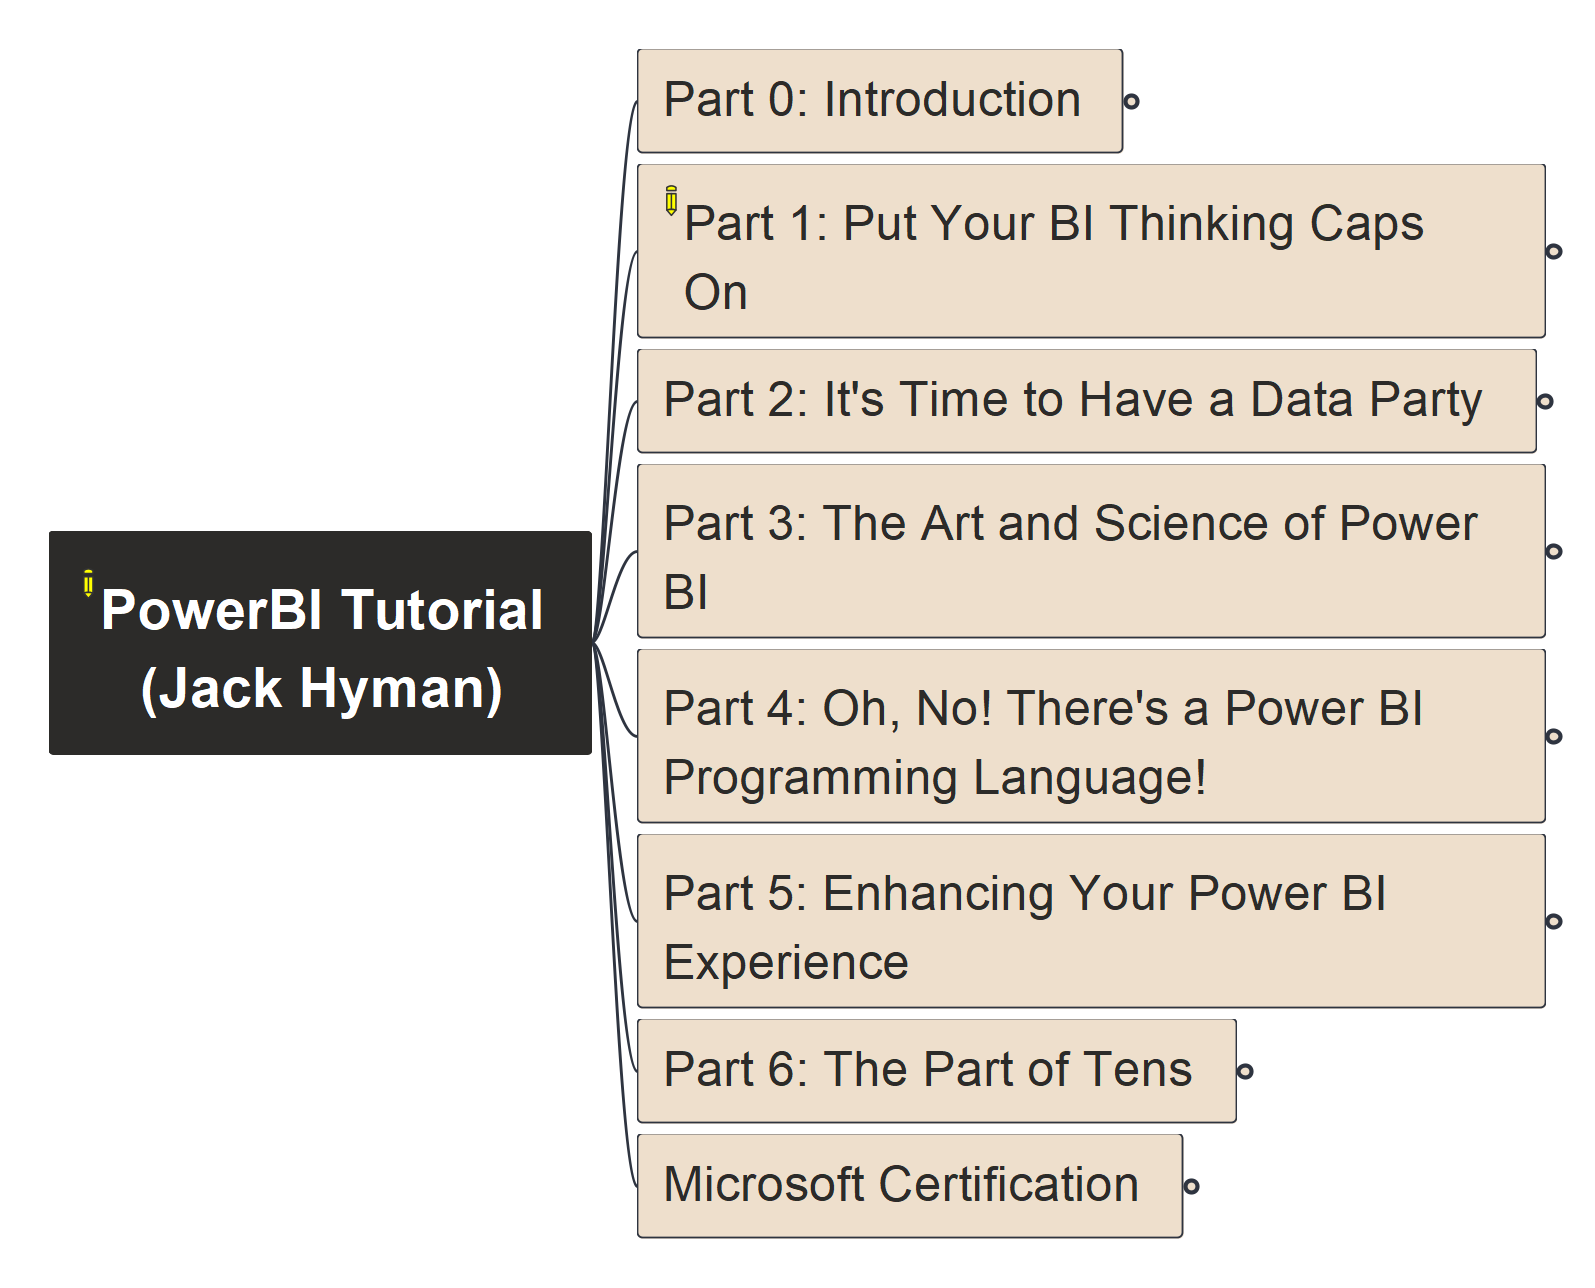 Part 0: Introduction
Part 1: Put Your BI Thinking Caps
On
Part 2: It's Time to Have a Data Party
Part 3: The Art and Science of Power
BI
PowerBI Tutorial
(Jack Hyman)
Part 4: Oh, No! There's a Power BI
Programming Language!
Part 5: Enhancing Your Power BI
Experience
Part 6: The Part of Tens
Microsoft Certification